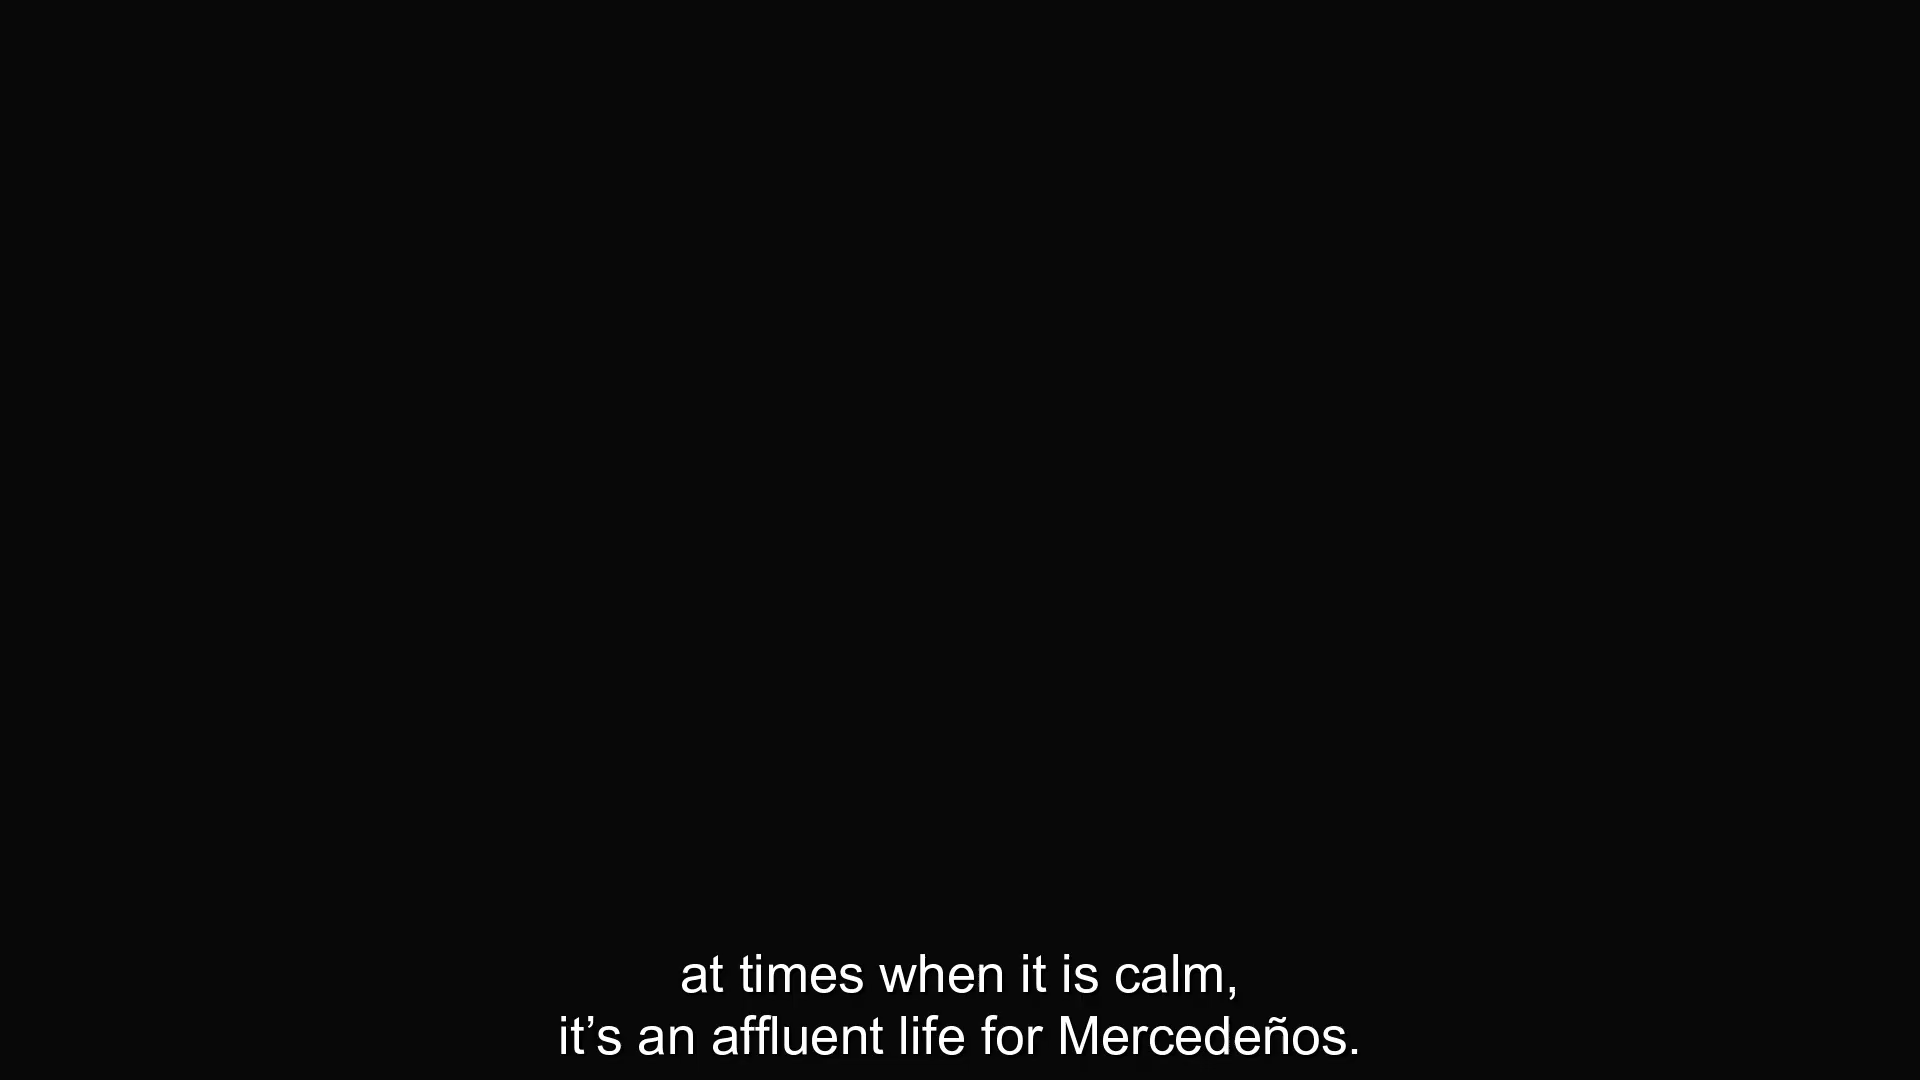 at times when it is calm,
it’s an affluent life for Mercedeños.